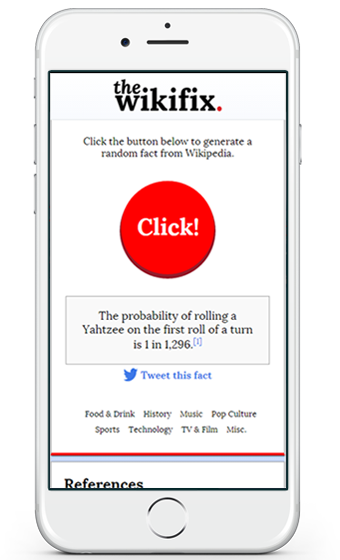 the
wikifix.
Click the button below to generate a
random fact from Wikipedia.
Click!
The probability of rolling a
Yahtzee on the first roll of a turn
is 1 in 1,296.[1]
Tweet this fact
Food & Drink History Music Pop Culture
Sports Technology TV & Film Misc.
References